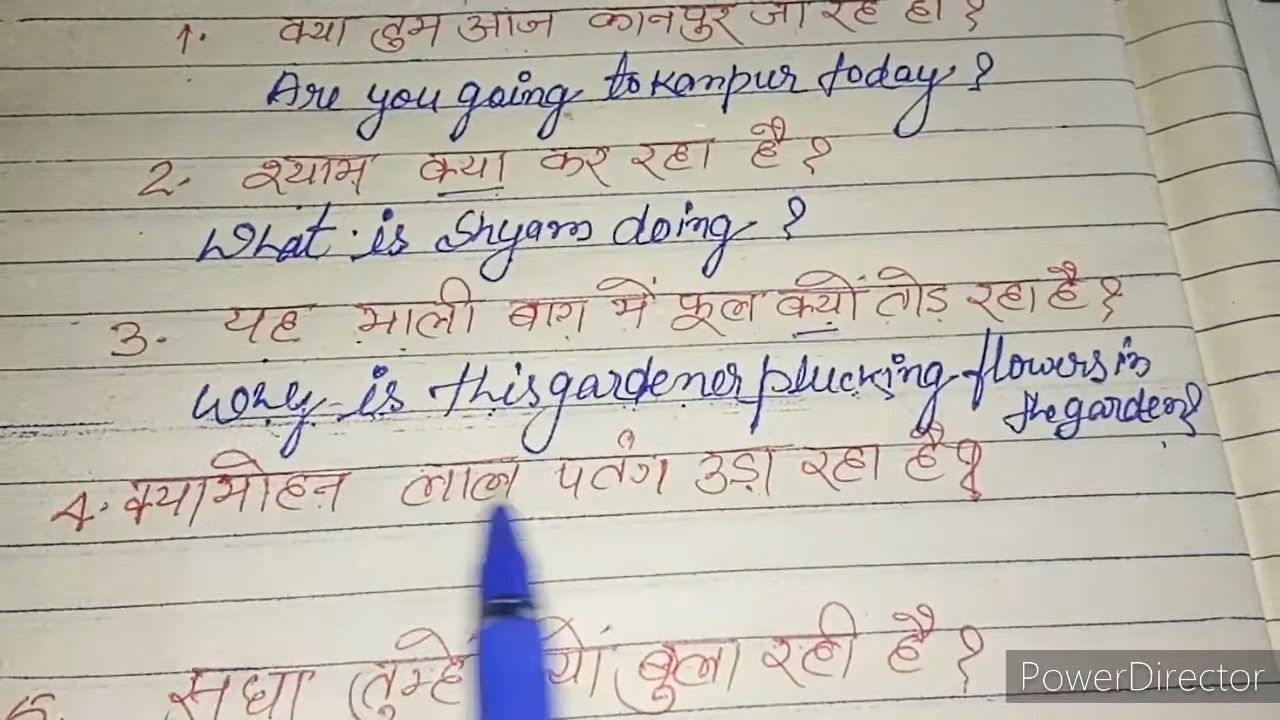 1. क्या तुम आज कानपुर जा रहे हो?
Are you going to Kanpur today?
2. श्याम क्या कर रहा है?
What is Shyam doing?
3. यह माली बाग में फूल क्यों तोड़ रहा है?
Why is this gardener plucking flowers in
the garden?
4. क्या मोहन लाल पतंग उड़ा रहा है?
सुधा तुम्हे बुला रही है?
PowerDirector